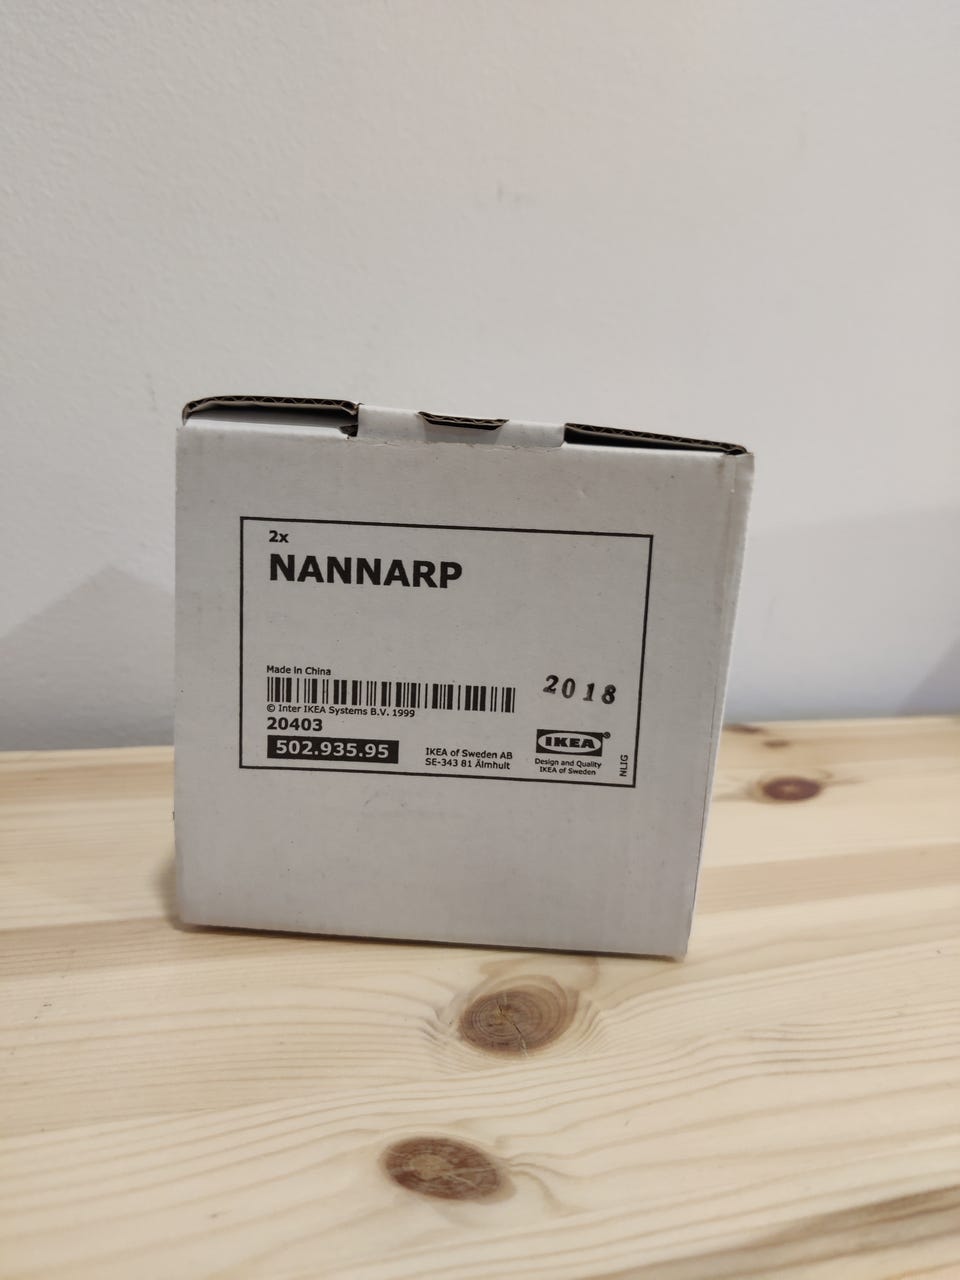 2x
NANNARP
Made in China
© Inter IKEA Systems B.V. 1999
20403
502.935.95
IKEA of Sweden AB
SE-343 81 Älmhult
2018
IKEA®
Design and Quality
IKEA of Sweden
NLIG